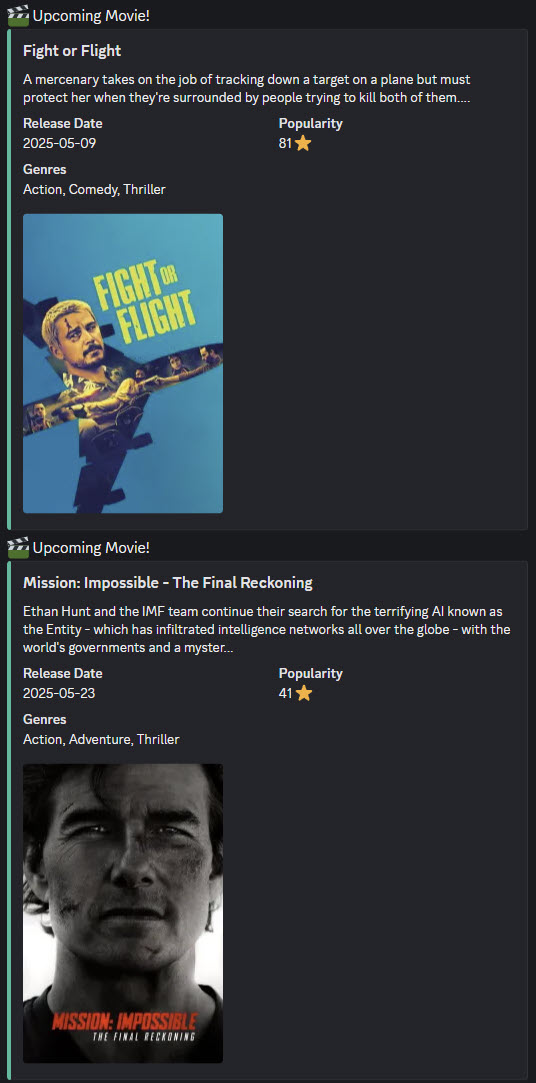 🎬 Upcoming Movie!
Fight or Flight
A mercenary takes on the job of tracking down a target on a plane but must
protect her when they're surrounded by people trying to kill both of them....
Release Date
Popularity
2025-05-09
81⭐
Genres
Action, Comedy, Thriller
FIGHT OR
FLIGHT
🎬 Upcoming Movie!
Mission: Impossible - The Final Reckoning
Ethan Hunt and the IMF team continue their search for the terrifying AI known as
the Entity - which has infiltrated intelligence networks all over the globe - with the
world's governments and a myster...
Release Date
Popularity
2025-05-23
41⭐
Genres
Action, Adventure, Thriller
MISSION: IMPOSSIBLE
THE FINAL RECKONING